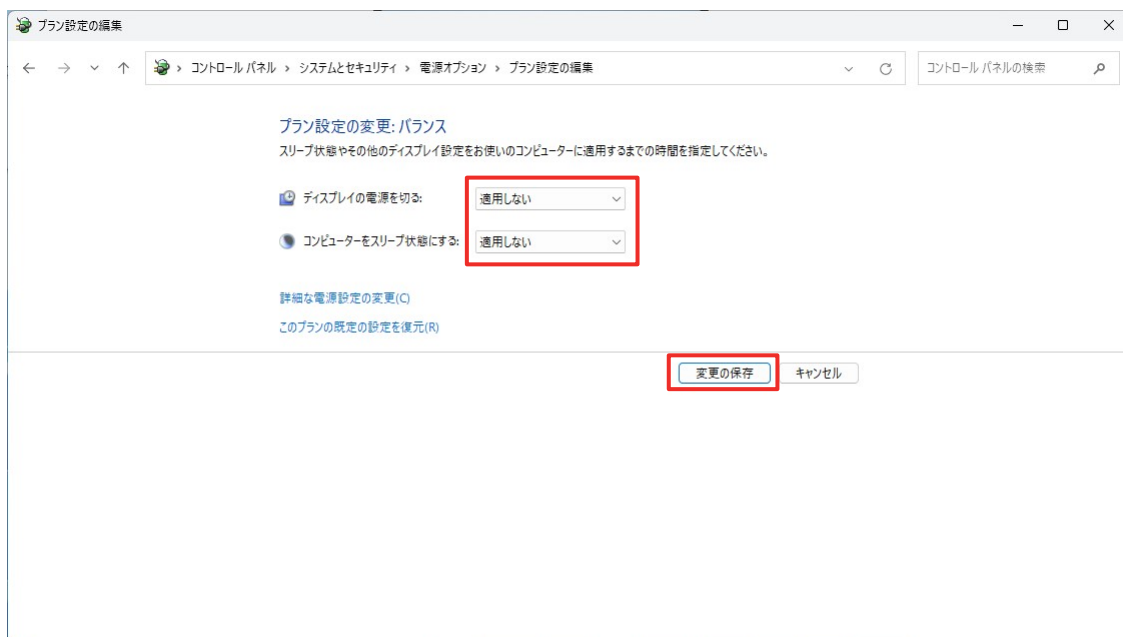 プラン設定の編集
コントロール パネル › システムとセキュリティ › 電源オプション › プラン設定の編集
コントロール パネルの検索
プラン設定の変更: バランス
スリープ状態やその他のディスプレイ設定をお使いのコンピューターに適用するまでの時間を指定してください。
ディスプレイの電源を切る: 適用しない
コンピューターをスリープ状態にする: 適用しない
詳細な電源設定の変更(C)
このプランの既定の設定を復元(R)
変更の保存 キャンセル